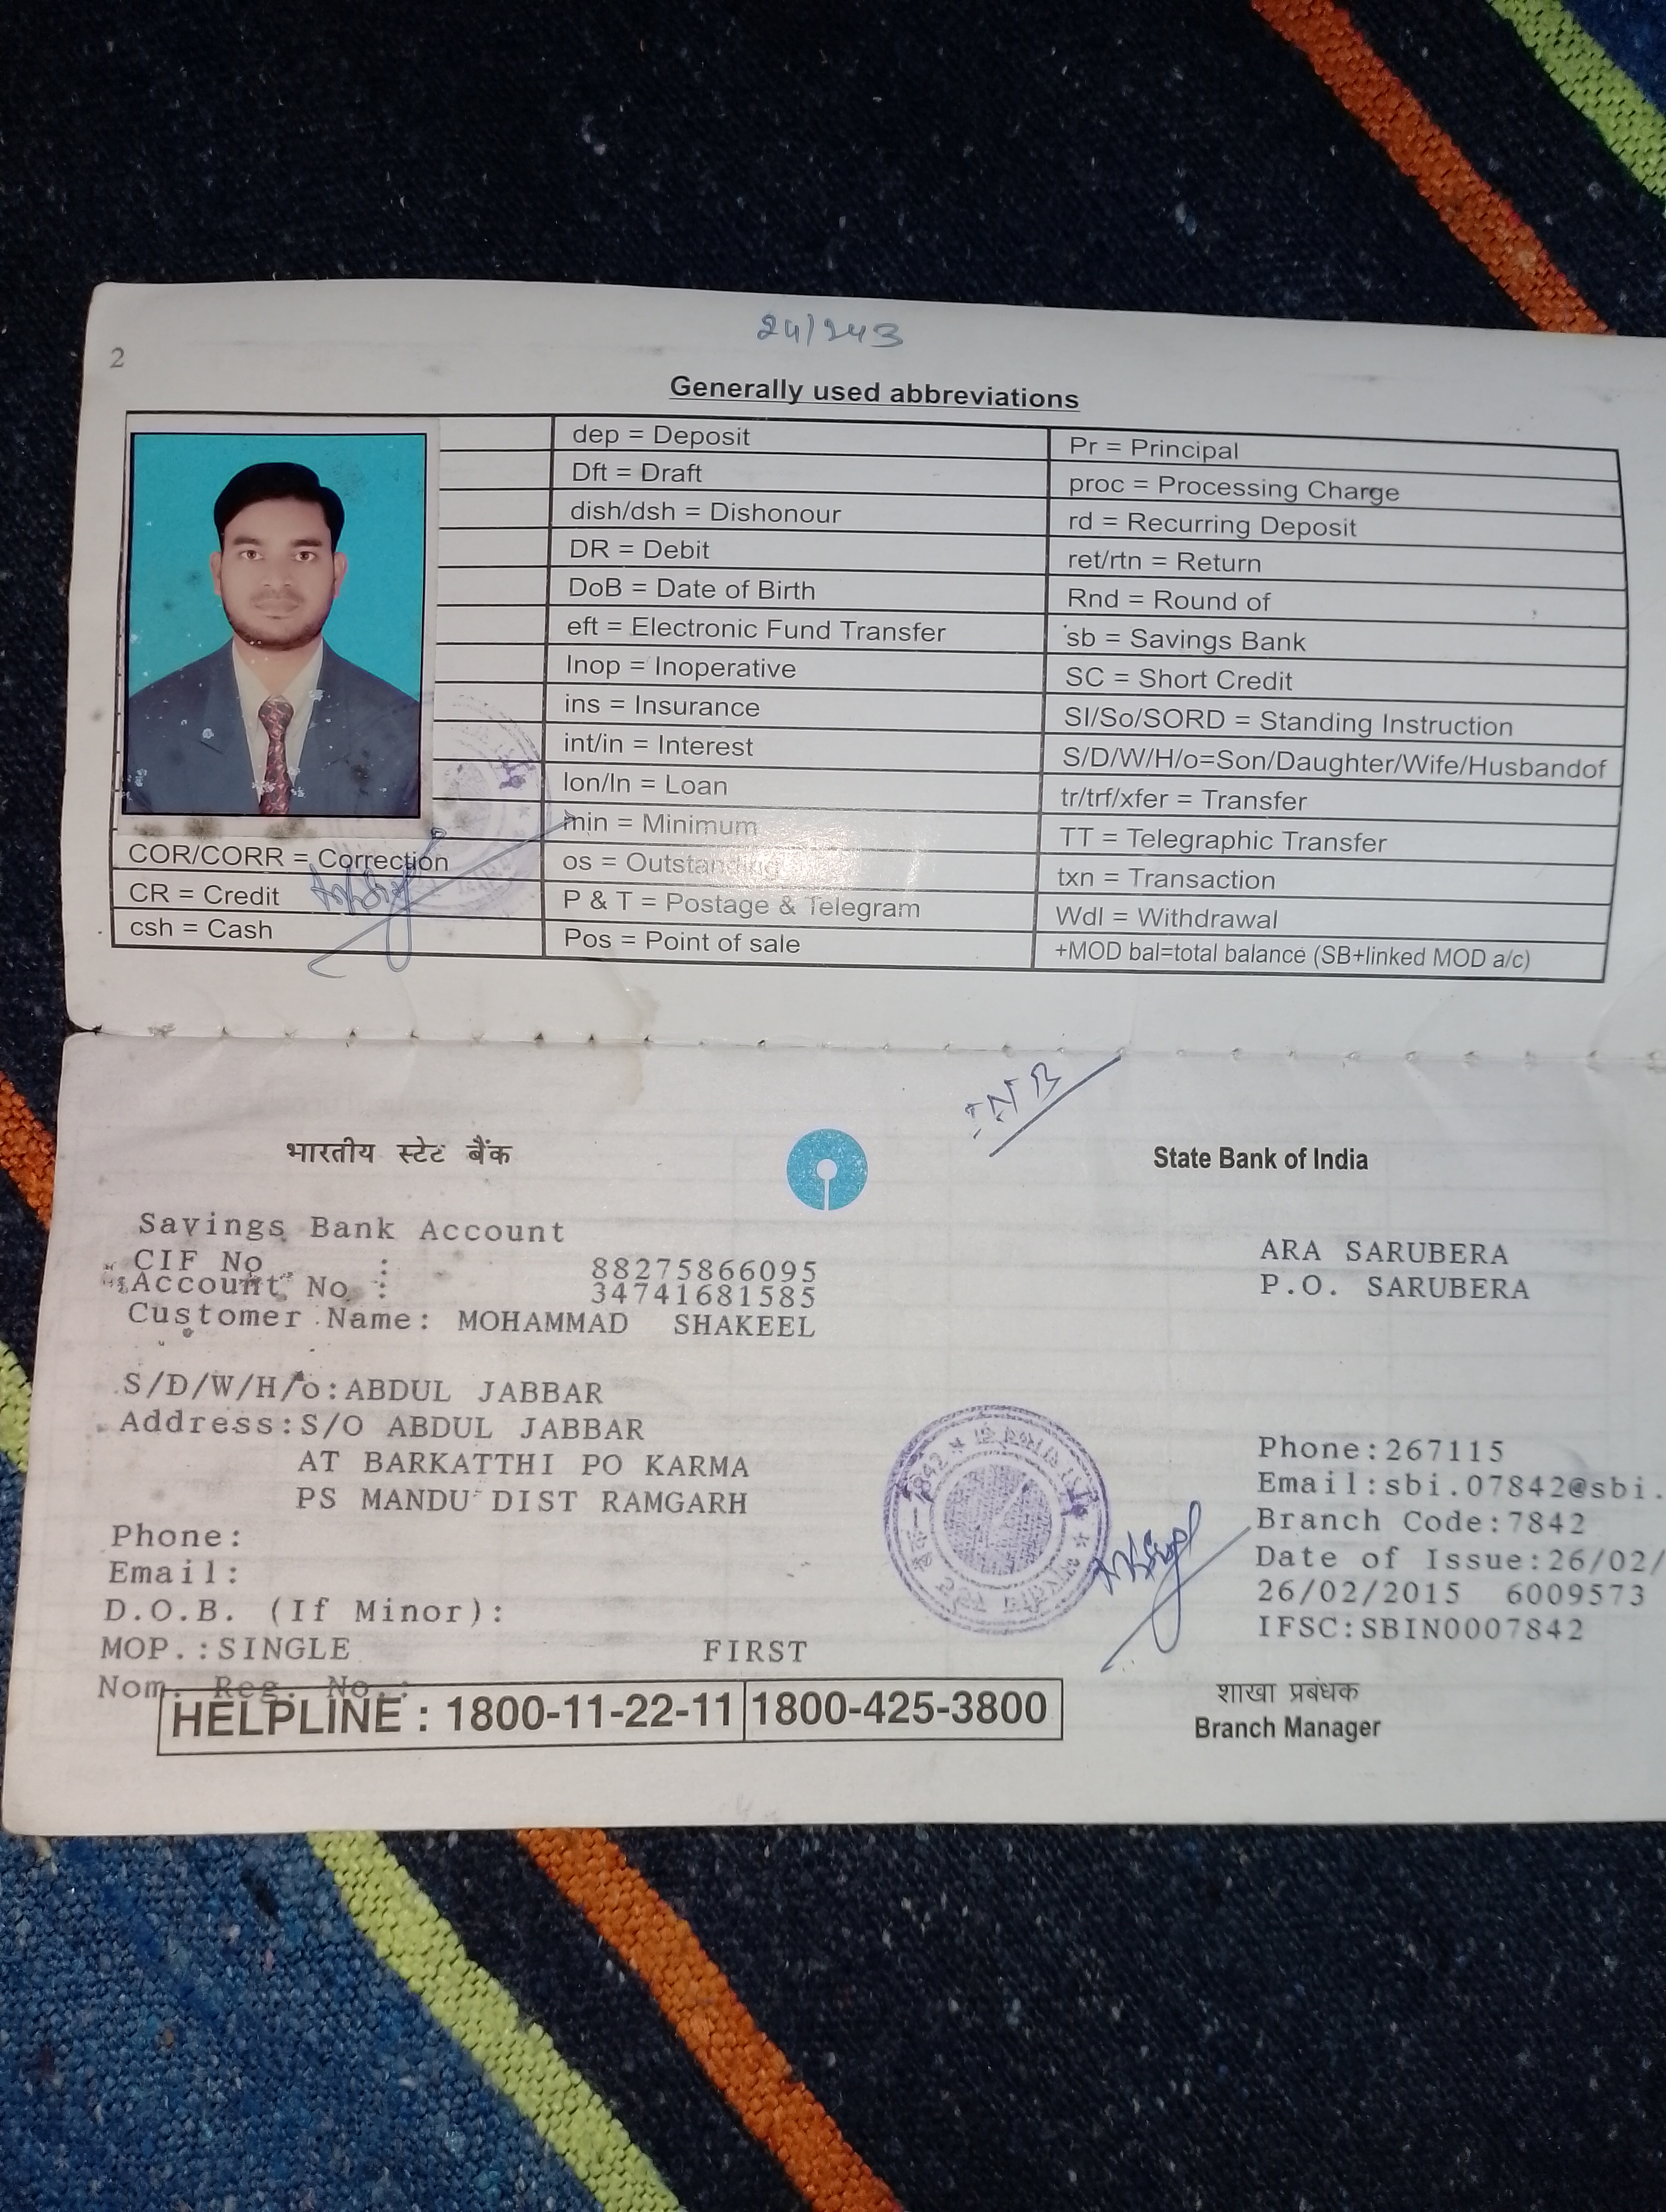 24/243
2
Generally used abbreviations
dep = Deposit
Dft = Draft
dish/dsh = Dishonour
DR = Debit
DoB = Date of Birth
eft = Electronic Fund Transfer
Inop = Inoperative
ins = Insurance
int/in = Interest
lon/ln = Loan
min = Minimum
os = Outstanding
P & T = Postage & Telegram
Pos = Point of sale
Pr = Principal
proc = Processing Charge
rd = Recurring Deposit
ret/rtn = Return
Rnd = Round of
sb = Savings Bank
SC = Short Credit
SI/So/SORD = Standing Instruction
S/D/W/H/o=Son/Daughter/Wife/Husbandof
tr/trf/xfer = Transfer
TT = Telegraphic Transfer
txn = Transaction
Wdl = Withdrawal
+MOD bal=total balance (SB+linked MOD a/c)
COR/CORR = Correction
CR = Credit
csh = Cash
INB
भारतीय स्टेट बैंक
State Bank of India
Savings Bank Account
CIF No : 88275866095
Account No : 34741681585
Customer Name: MOHAMMAD SHAKEEL
S/D/W/H/o:ABDUL JABBAR
Address:S/O ABDUL JABBAR
AT BARKATTHI PO KARMA
PS MANDU DIST RAMGARH
Phone:
Email:
D.O.B. (If Minor):
MOP.:SINGLE FIRST
Nom. Reg. No.:
HELPLINE : 1800-11-22-11 1800-425-3800
ARA SARUBERA
P.O. SARUBERA
Phone:267115
Email:sbi.07842@sbi.
Branch Code:7842
Date of Issue:26/02/
26/02/2015 6009573
IFSC:SBIN0007842
शाखा प्रबंधक
Branch Manager